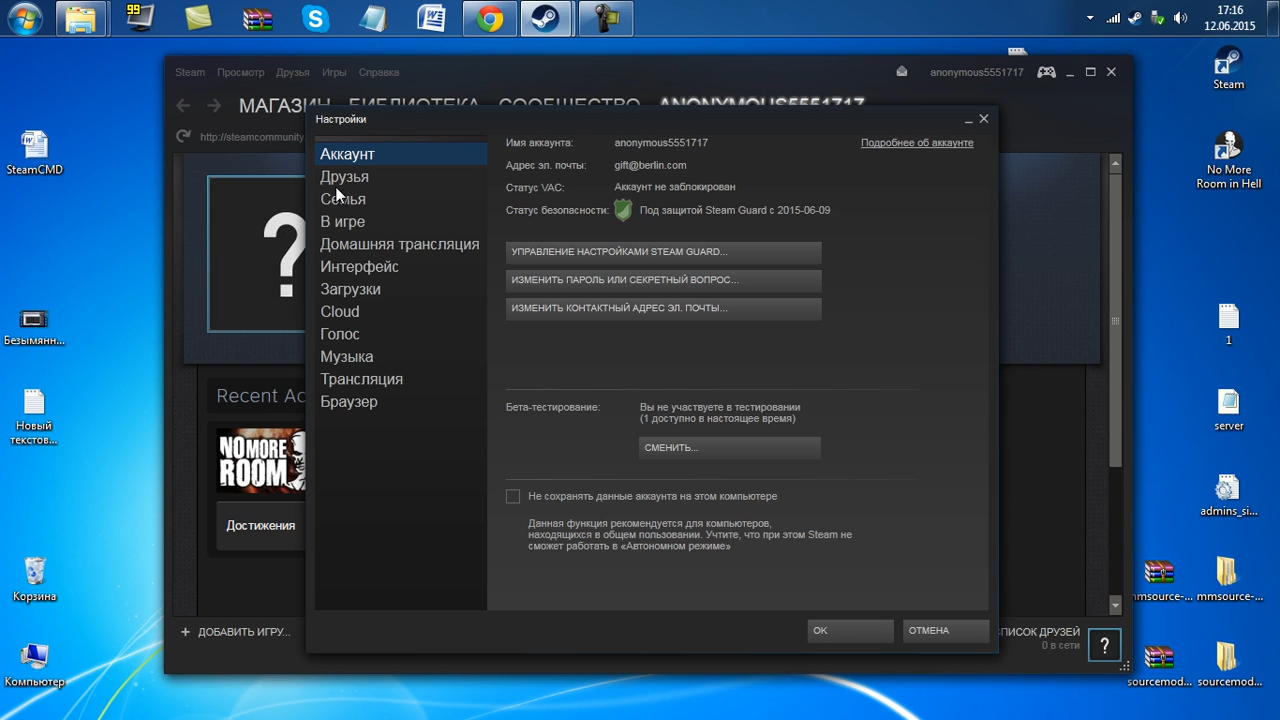 99
17:16
12.06.2015
Steam Просмотр Друзья Игры Справка
anonymous5551717
МАГАЗИН БИБЛИОТЕКА СООБЩЕСТВО ANONYMOUS5551717
http://steamcommunity
Настройки
Аккаунт
Друзья
Семья
В игре
Домашняя трансляция
Интерфейс
Загрузки
Cloud
Голос
Музыка
Трансляция
Браузер
Имя аккаунта: anonymous5551717
Подробнее об аккаунте
Адрес эл. почты: gift@berlin.com
Статус VAC: Аккаунт не заблокирован
Статус безопасности: Под защитой Steam Guard с 2015-06-09
УПРАВЛЕНИЕ НАСТРОЙКАМИ STEAM GUARD...
ИЗМЕНИТЬ ПАРОЛЬ ИЛИ СЕКРЕТНЫЙ ВОПРОС...
ИЗМЕНИТЬ КОНТАКТНЫЙ АДРЕС ЭЛ. ПОЧТЫ...
Бета-тестирование: Вы не участвуете в тестировании
(1 доступно в настоящее время)
СМЕНИТЬ...
Не сохранять данные аккаунта на этом компьютере
Данная функция рекомендуется для компьютеров,
находящихся в общем пользовании. Учтите, что при этом Steam не
сможет работать в «Автономном режиме»
OK
ОТМЕНА
?
Recent Ac
NO MORE
ROOM
Достижения
+ ДОБАВИТЬ ИГРУ...
СПИСОК ДРУЗЕЙ
0 в сети
?
SteamCMD
Безымянн...
Новый
текстов...
Корзина
Компьютер
Steam
No More
Room in Hell
1
server
admins_si...
mmsource-...
mmsource-...
sourcemod...
sourcemod...